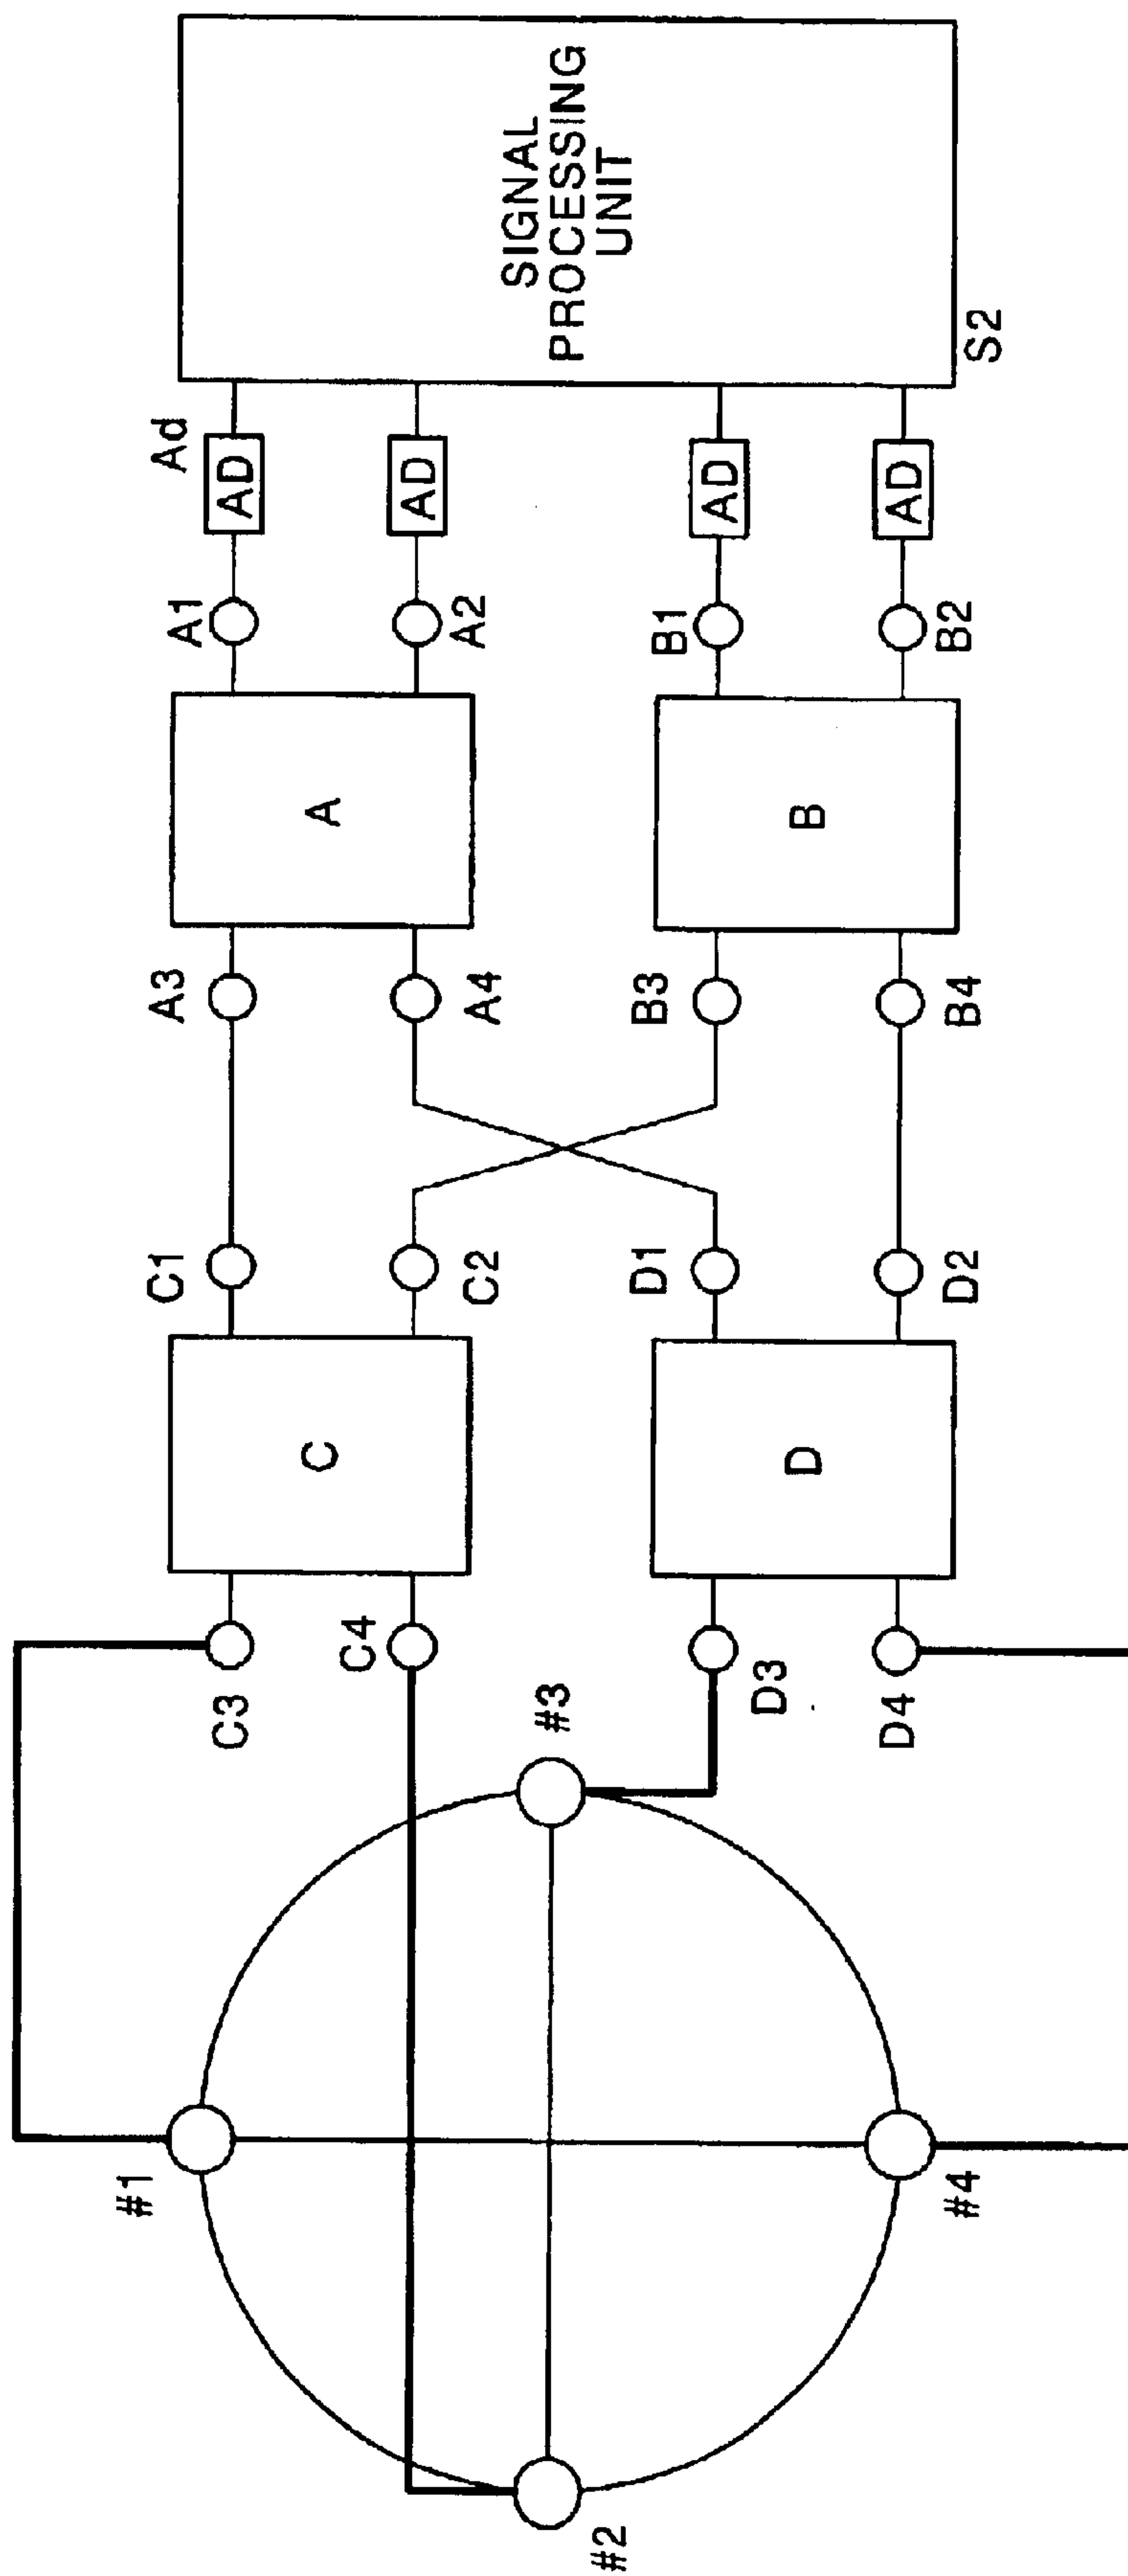 #1
#2
#3
#4
C3
C4
D3
D4
C
D
C1
C2
D1
D2
A3
A4
B3
B4
A
B
A1
A2
B1
B2
Ad
AD
AD
AD
AD
SIGNAL
PROCESSING
UNIT
S2